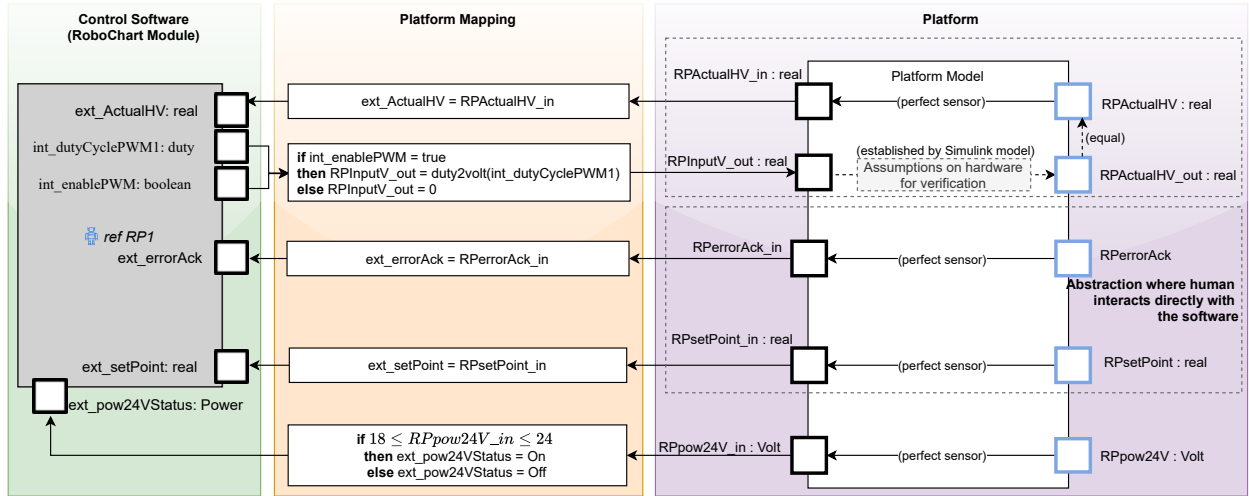 Control Software
(RoboChart Module)
Platform Mapping
Platform
ext_ActualHV: real
int_dutyCyclePWM1: duty
int_enablePWM: boolean
ref RP1
ext_errorAck
ext_setPoint: real
ext_pow24VStatus: Power
ext_ActualHV = RPActualHV_in
if int_enablePWM = true
then RPInputV_out = duty2volt(int_dutyCyclePWM1)
else RPInputV_out = 0
ext_errorAck = RPerrorAck_in
ext_setPoint = RPsetPoint_in
if 18 ≤ RPpow24V_in ≤ 24
then ext_pow24VStatus = On
else ext_pow24VStatus = Off
RPActualHV_in : real
Platform Model
(perfect sensor)
RPActualHV : real
(equal)
RPInputV_out : real
(established by Simulink model)
Assumptions on hardware
for verification
RPActualHV_out : real
RPerrorAck_in
(perfect sensor)
RPerrorAck
Abstraction where human
interacts directly with
the software
RPsetPoint_in : real
(perfect sensor)
RPsetPoint : real
RPpow24V_in : Volt
(perfect sensor)
RPpow24V : Volt